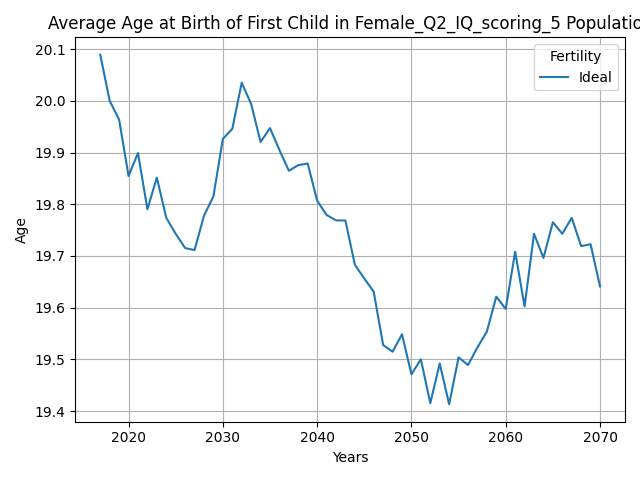 Average Age at Birth of First Child in Female_Q2_IQ_scoring_5 Populatio
Fertility
Ideal
20.1
20.0
19.9
19.8
19.7
19.6
19.5
19.4
Age
2020 2030 2040 2050 2060 2070
Years